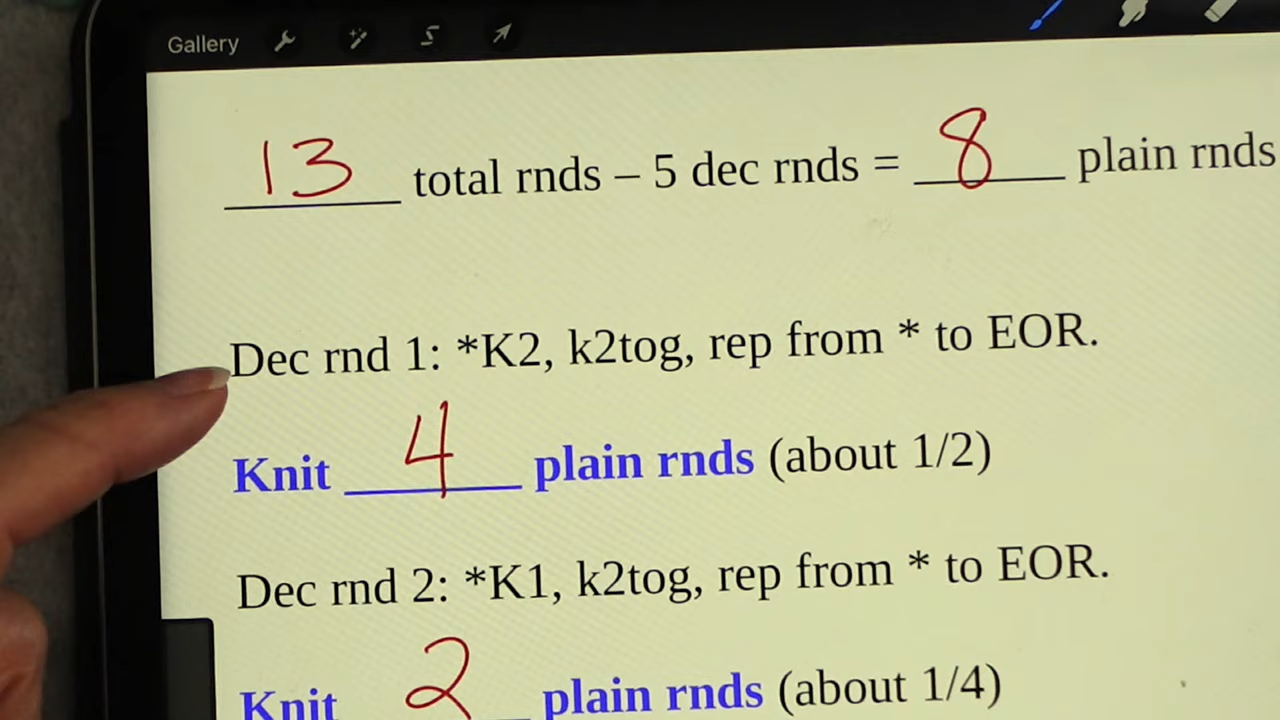 Gallery
13 total rnds – 5 dec rnds = 8 plain rnds
Dec rnd 1: *K2, k2tog, rep from * to EOR.
Knit 4 plain rnds (about 1/2)
Dec rnd 2: *K1, k2tog, rep from * to EOR.
Knit 2 plain rnds (about 1/4)